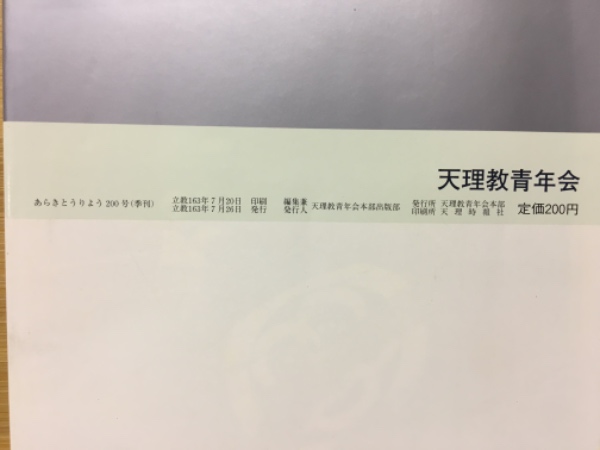 天理教青年会
あらきとうりよう 200号(季刊) 立教163年7月20日 印刷 編集兼 天理教青年会本部出版部 発行所 天理教青年会本部 定価200円
立教163年7月26日 発行 発行人 印刷所 天理時報社